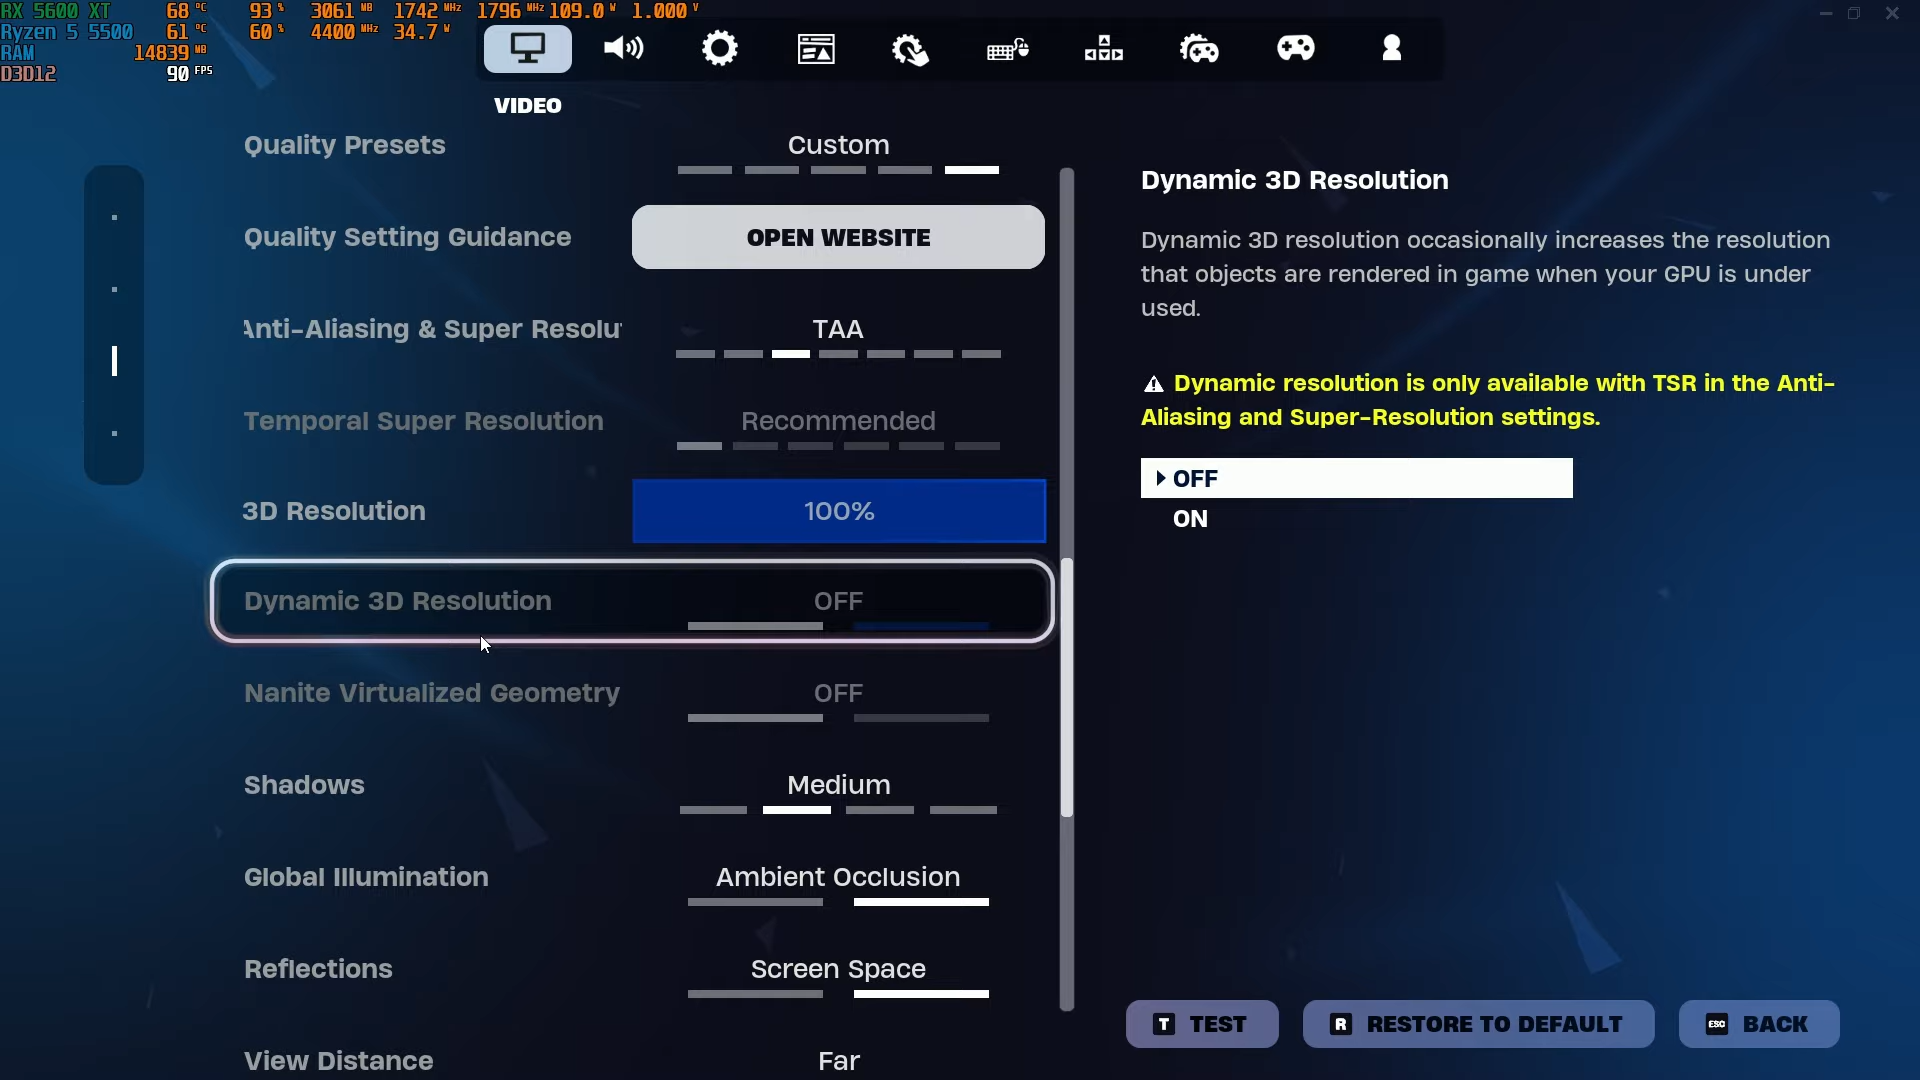 RX 5600 XT 68 °C 93 % 3061 MB 1742 MHz 1796 MHz 109.0 W 1.000 V
Ryzen 5 5500 61 °C 60 % 4400 MHz 34.7 W
RAM 14839 MB
D3D12 90 FPS
VIDEO
Quality Presets Custom
Quality Setting Guidance OPEN WEBSITE
Anti-Aliasing & Super Resolu TAA
Temporal Super Resolution Recommended
3D Resolution 100%
Dynamic 3D Resolution OFF
Nanite Virtualized Geometry OFF
Shadows Medium
Global Illumination Ambient Occlusion
Reflections Screen Space
View Distance Far
Dynamic 3D Resolution
Dynamic 3D resolution occasionally increases the resolution
that objects are rendered in game when your GPU is under
used.
Dynamic resolution is only available with TSR in the Anti-
Aliasing and Super-Resolution settings.
OFF
ON
T TEST
R RESTORE TO DEFAULT
ESC BACK